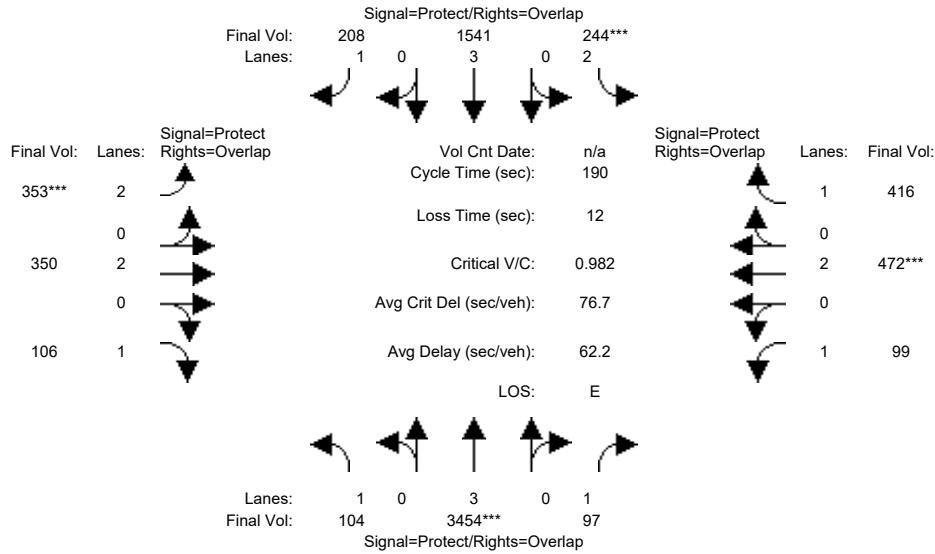 Signal=Protect/Rights=Overlap
Final Vol: 208 1541 244***
Lanes: 1 0 3 0 2
Signal=Protect
Final Vol: Lanes: Rights=Overlap
Vol Cnt Date: n/a
Cycle Time (sec): 190
Loss Time (sec): 12
Critical V/C: 0.982
Avg Crit Del (sec/veh): 76.7
Avg Delay (sec/veh): 62.2
LOS: E
Signal=Protect
Rights=Overlap Lanes: Final Vol:
353*** 2
0
350 2
0
106 1
1 416
0
2 472***
0
1 99
Lanes: 1 0 3 0 1
Final Vol: 104 3454*** 97
Signal=Protect/Rights=Overlap